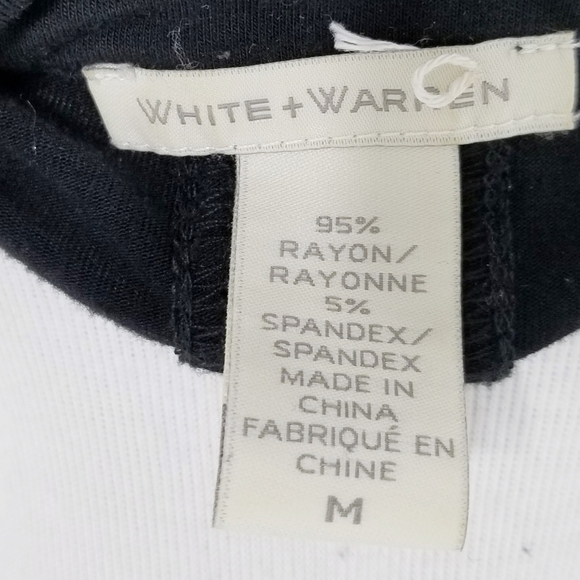 WHITE + WARREN
95%
RAYON/
RAYONNE
5%
SPANDEX/
SPANDEX
MADE IN
CHINA
FABRIQUÉ EN
CHINE
M